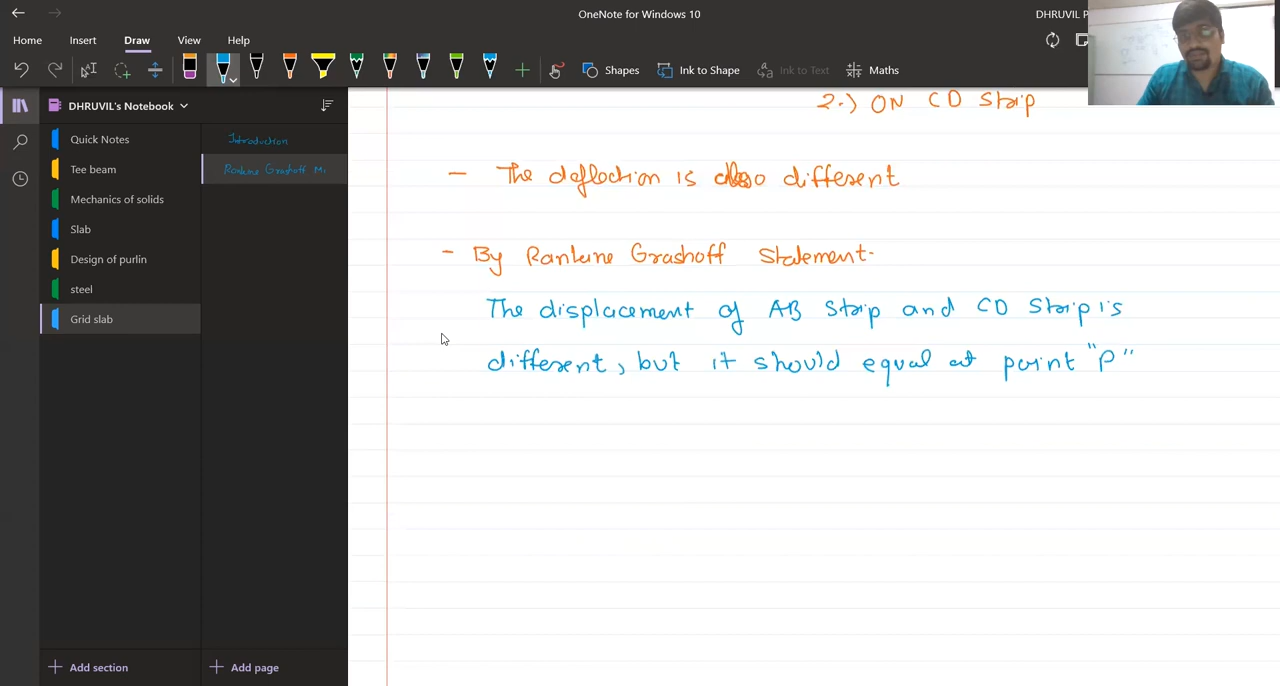 OneNote for Windows 10
DHRUVIL P
Home
Insert
Draw
View
Help
Shapes
Ink to Shape
Ink to Text
Maths
DHRUVIL's Notebook
Quick Notes
Tee beam
Mechanics of solids
Slab
Design of purlin
steel
Grid slab
Introduction
Rankine Grashoff M.
2.) ON CD Strip
- The deflection is also different
- By Rankine Grashoff Statement.
The displacement of AB Strip and CD Strip is
different, but it should equal at point "P"
Add section
Add page